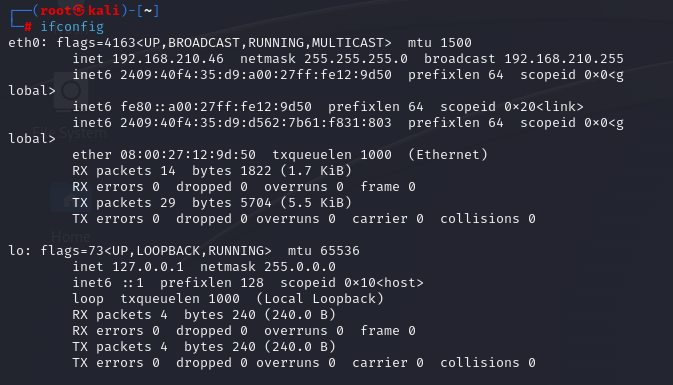 ┌──(root㉿kali)-[~]
└─# ifconfig
eth0: flags=4163<UP,BROADCAST,RUNNING,MULTICAST>  mtu 1500
        inet 192.168.210.46  netmask 255.255.255.0  broadcast 192.168.210.255
        inet6 2409:40f4:35:d9:a00:27ff:fe12:9d50  prefixlen 64  scopeid 0×0<g
lobal>
        inet6 fe80::a00:27ff:fe12:9d50  prefixlen 64  scopeid 0×20<link>
        inet6 2409:40f4:35:d9:d562:7b61:f831:803  prefixlen 64  scopeid 0×0<g
lobal>
        ether 08:00:27:12:9d:50  txqueuelen 1000  (Ethernet)
        RX packets 14  bytes 1822 (1.7 KiB)
        RX errors 0  dropped 0  overruns 0  frame 0
        TX packets 29  bytes 5704 (5.5 KiB)
        TX errors 0  dropped 0 overruns 0  carrier 0  collisions 0
Home

lo: flags=73<UP,LOOPBACK,RUNNING>  mtu 65536
        inet 127.0.0.1  netmask 255.0.0.0
        inet6 ::1  prefixlen 128  scopeid 0×10<host>
        loop  txqueuelen 1000  (Local Loopback)
        RX packets 4  bytes 240 (240.0 B)
        RX errors 0  dropped 0  overruns 0  frame 0
        TX packets 4  bytes 240 (240.0 B)
        TX errors 0  dropped 0 overruns 0  carrier 0  collisions 0